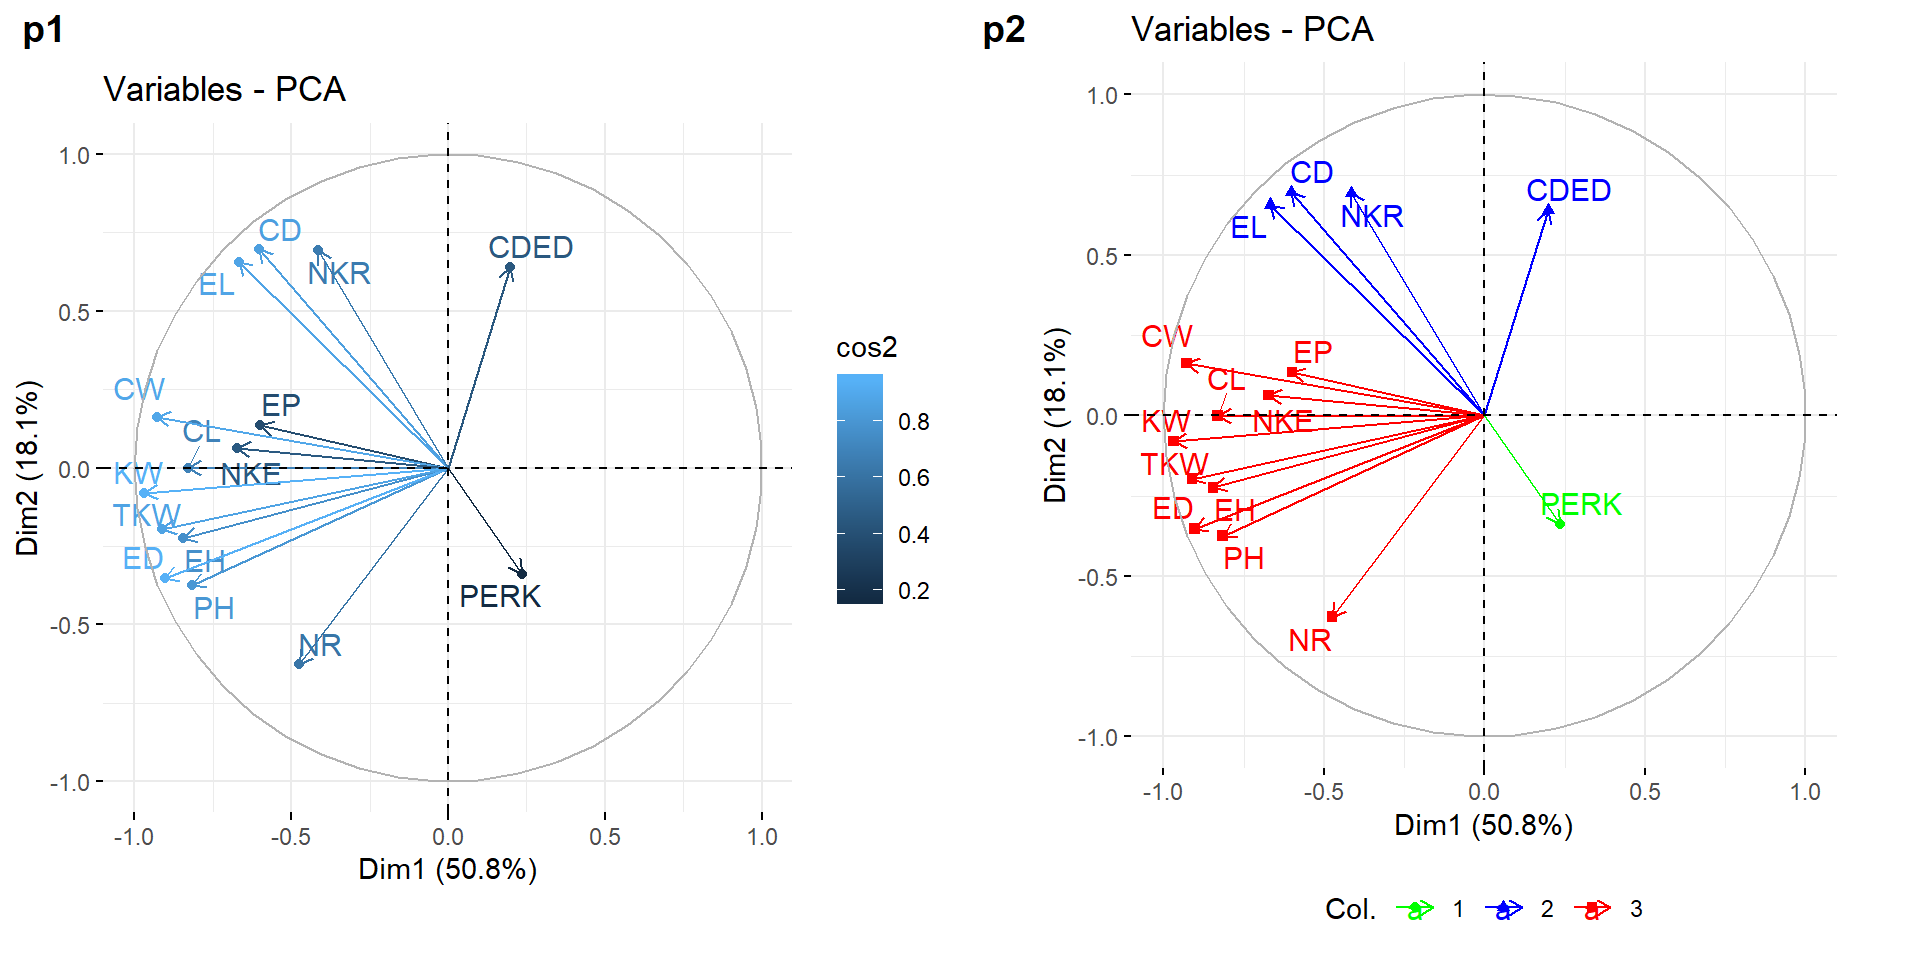 p1
Variables - PCA
1.0
0.5
0.0
-0.5
-1.0
Dim2 (18.1%)
CD
EL
NKR
CDED
CW
EP
CL
KW
NKE
TKW
ED
EH
PH
NR
PERK
-1.0
-0.5
0.0
0.5
1.0
Dim1 (50.8%)
cos2
0.8
0.6
0.4
0.2
p2
Variables - PCA
1.0
0.5
0.0
-0.5
-1.0
Dim2 (18.1%)
CD
EL
NKR
CDED
CW
EP
CL
KW
NKE
TKW
ED
EH
PH
NR
PERK
-1.0
-0.5
0.0
0.5
1.0
Dim1 (50.8%)
Col. a 1 a 2 a 3